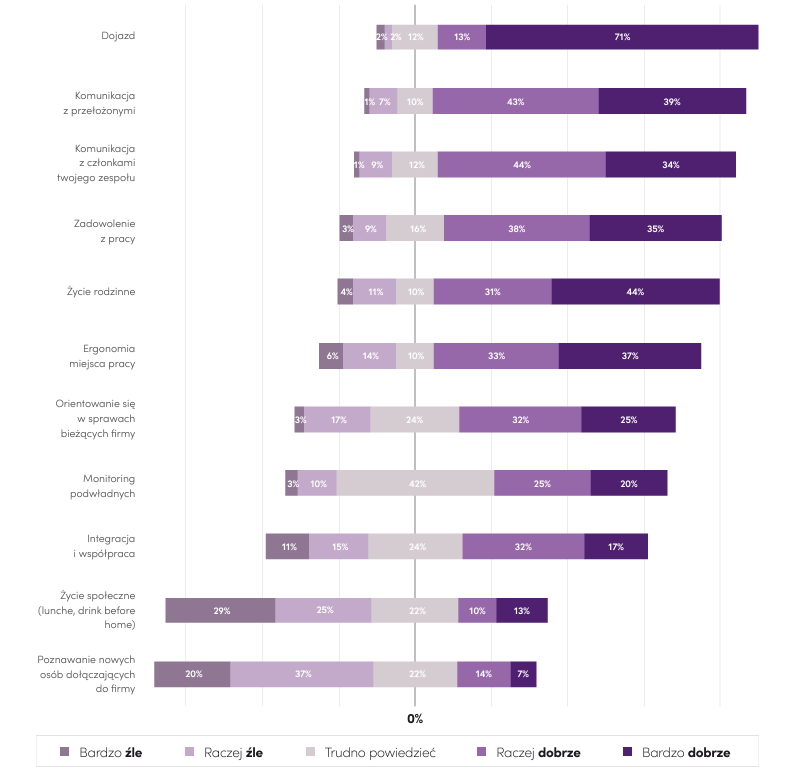 Dojazd
2% 2% 12% 13% 71%
Komunikacja
z przełożonymi
1% 7% 10% 43% 39%
Komunikacja
z członkami
twojego zespołu
1% 9% 12% 44% 34%
Zadowolenie
z pracy
3% 9% 16% 38% 35%
Życie rodzinne
4% 11% 10% 31% 44%
Ergonomia
miejsca pracy
6% 14% 10% 33% 37%
Orientowanie się
w sprawach
bieżących firmy
3% 17% 24% 32% 25%
Monitoring
podwładnych
3% 10% 42% 25% 20%
Integracja
i współpraca
11% 15% 24% 32% 17%
Życie społeczne
(lunche, drink before
home)
29% 25% 22% 10% 13%
Poznawanie nowych
osób dołączających
do firmy
20% 37% 22% 14% 7%
0%
Bardzo źle Raczej źle Trudno powiedzieć Raczej dobrze Bardzo dobrze